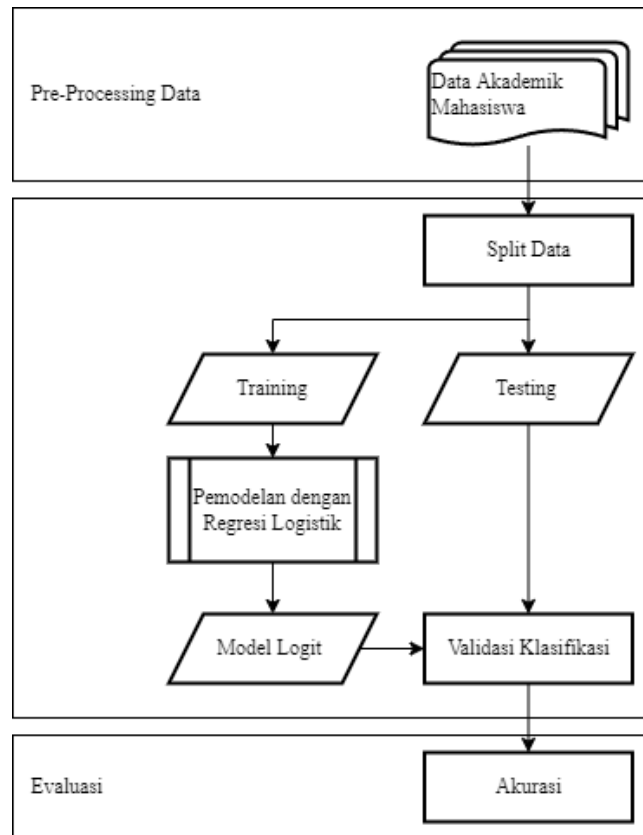 Pre-Processing Data
Data Akademik
Mahasiswa
Split Data
Training
Testing
Pemodelan dengan
Regresi Logistik
Model Logit
Validasi Klasifikasi
Evaluasi
Akurasi